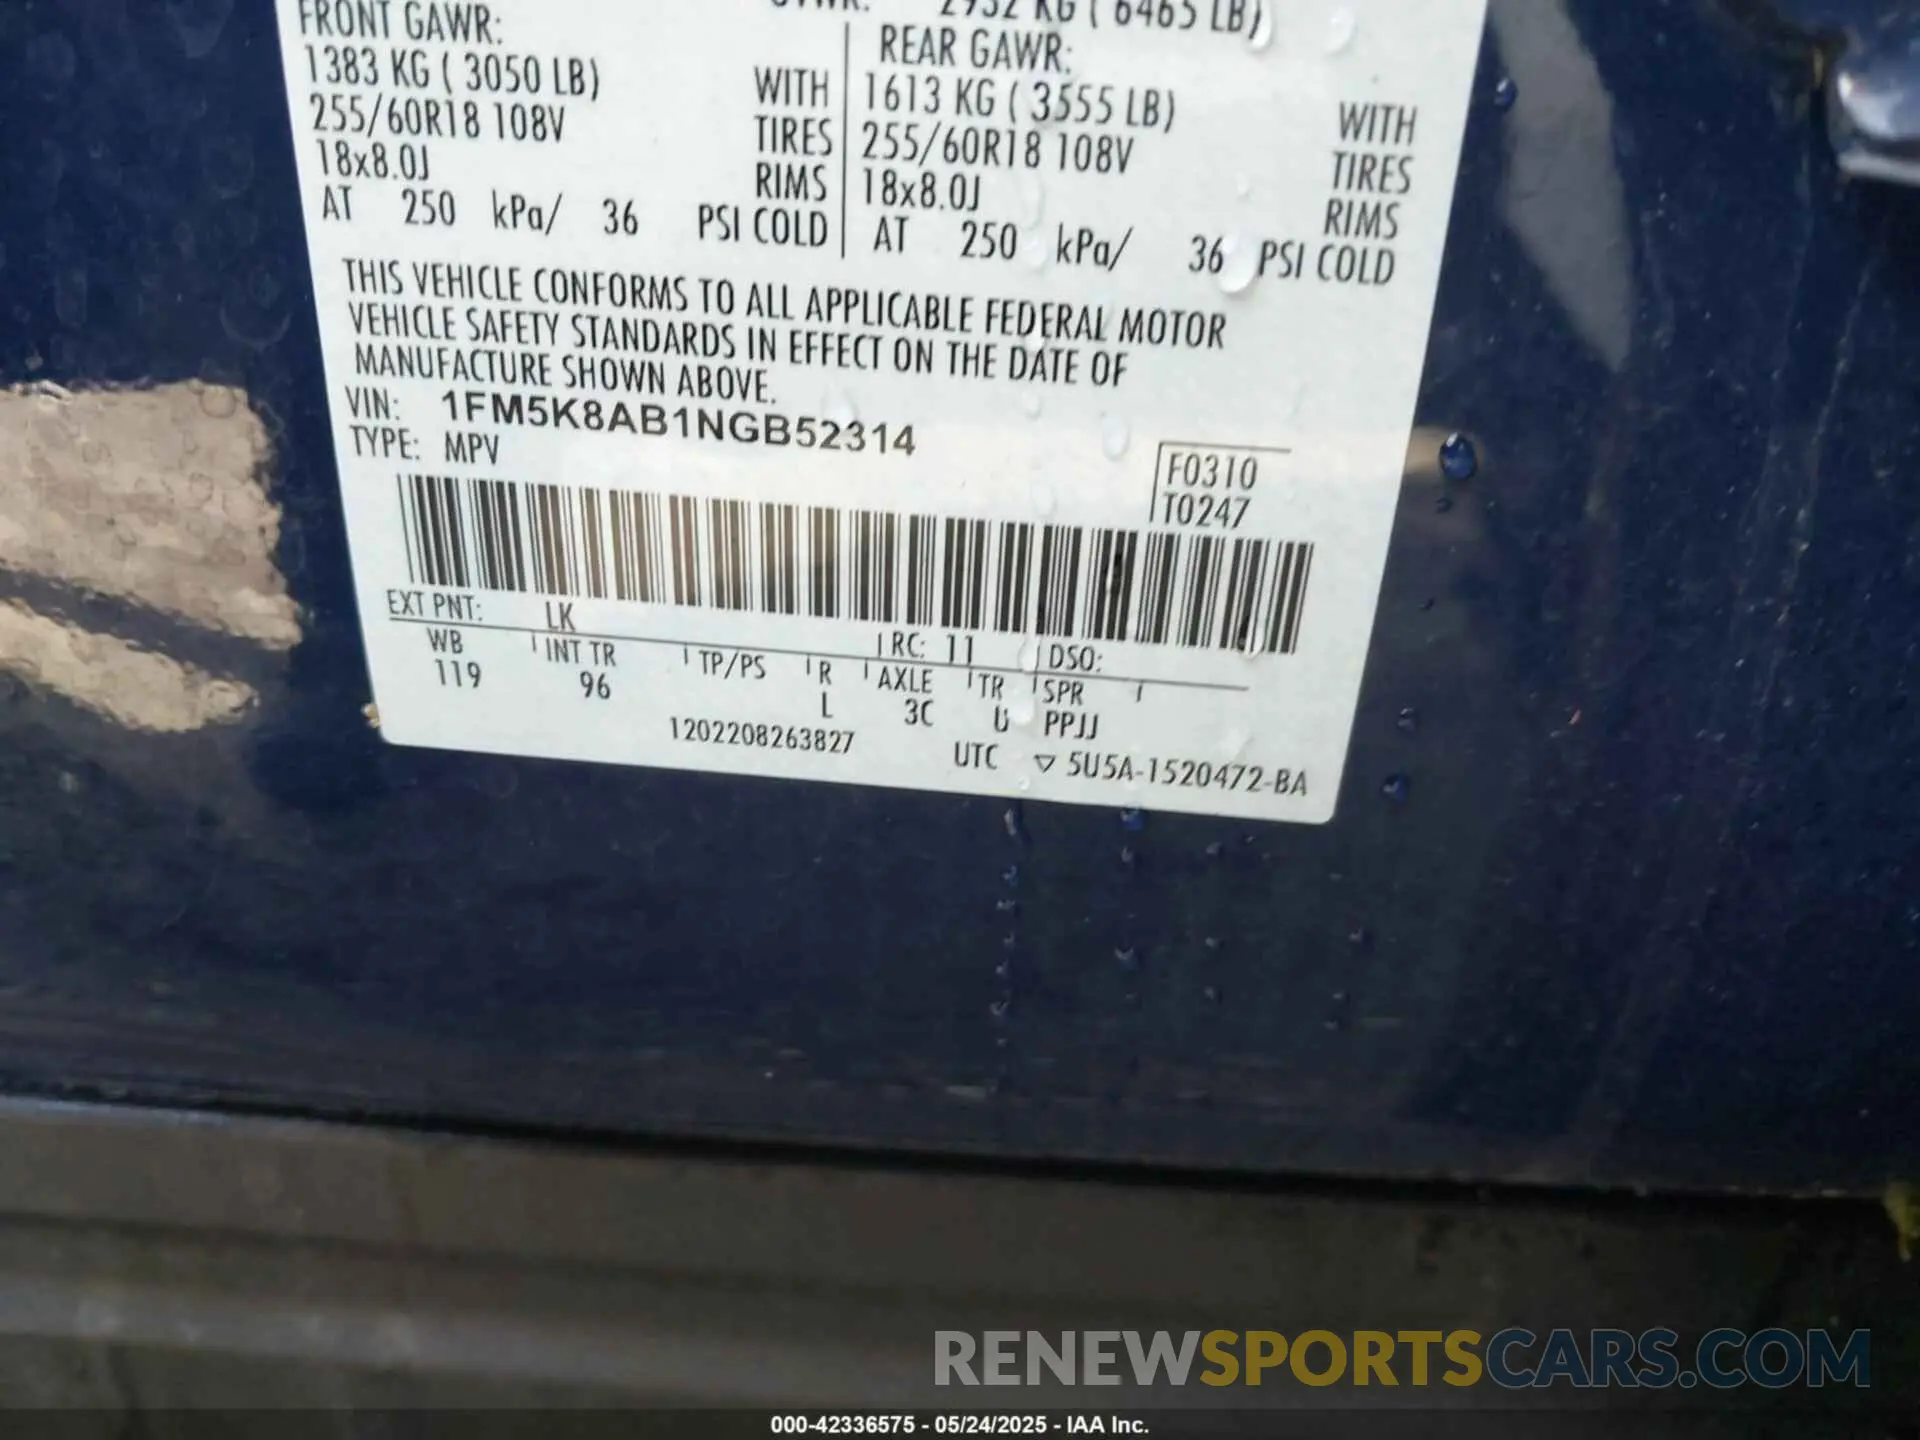 GVWR: 2932 KG ( 6465 LB)
FRONT GAWR: REAR GAWR:
1383 KG ( 3050 LB) WITH 1613 KG ( 3555 LB) WITH
255/60R18 108V TIRES 255/60R18 108V TIRES
18x8.0J RIMS 18x8.0J RIMS
AT 250 kPa/ 36 PSI COLD AT 250 kPa/ 36 PSI COLD
THIS VEHICLE CONFORMS TO ALL APPLICABLE FEDERAL MOTOR
VEHICLE SAFETY STANDARDS IN EFFECT ON THE DATE OF
MANUFACTURE SHOWN ABOVE.
VIN: 1FM5K8AB1NGB52314
TYPE: MPV
F0310
T0247
EXT PNT: LK RC: 11 DSO:
WB INT TR TP/PS R AXLE TR SPR
119 96 L 3C U PPJJ
1202208263827 UTC ▽ 5U5A-1520472-BA
RENEWSPORTSCARS.COM
000-42336575 - 05/24/2025 - IAA Inc.